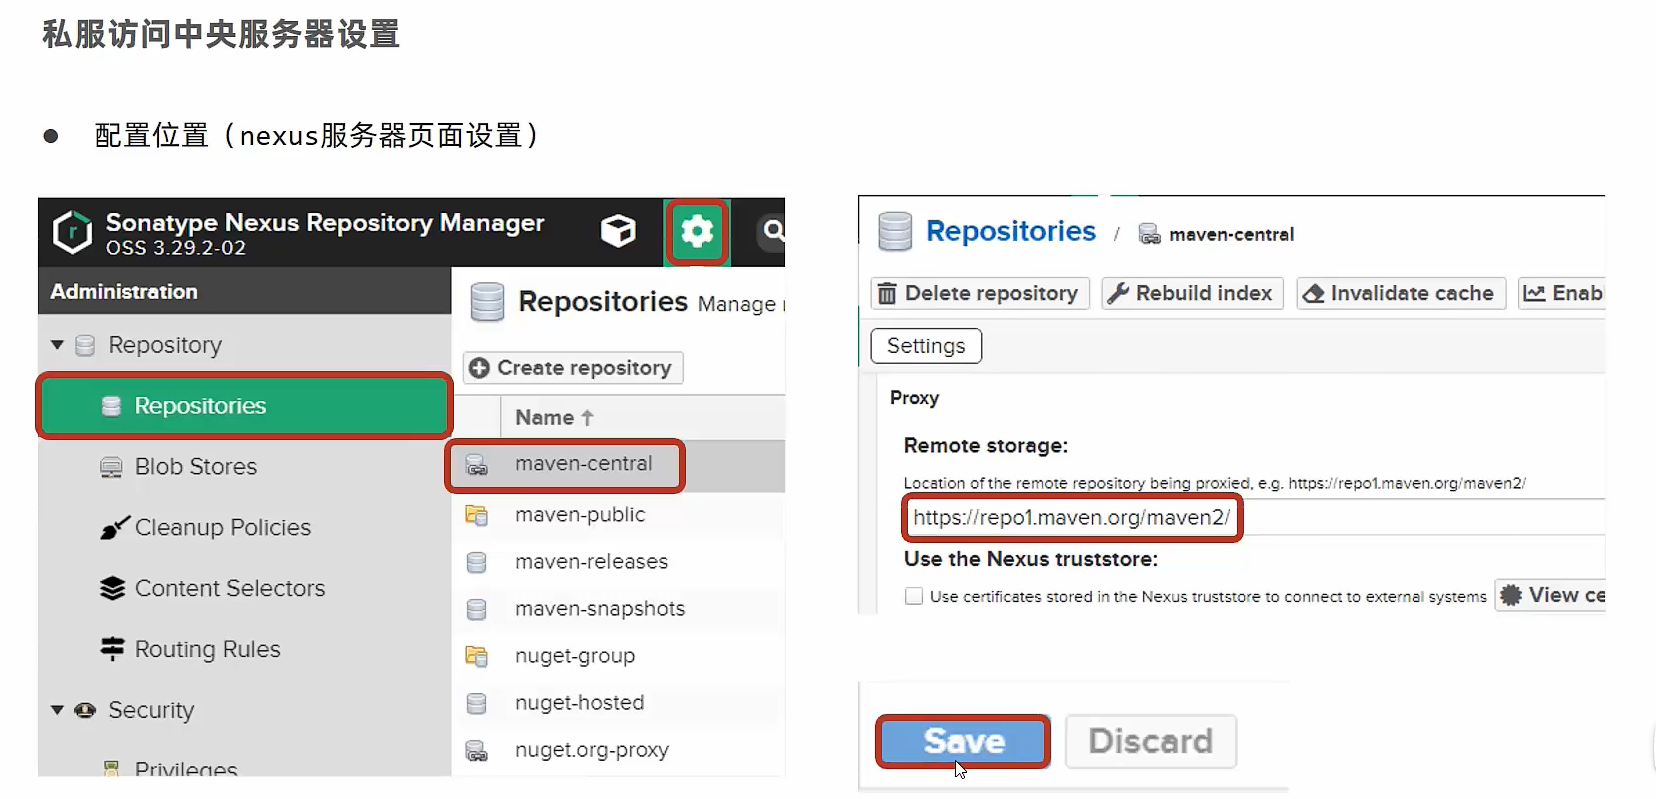 私服访问中央服务器设置
● 配置位置（nexus服务器页面设置）
Sonatype Nexus Repository Manager
OSS 3.29.2-02
Administration
Repository
Repositories
Blob Stores
Cleanup Policies
Content Selectors
Routing Rules
Security
Privileges
Repositories Manage
Create repository
Name↑
maven-central
maven-public
maven-releases
maven-snapshots
nuget-group
nuget-hosted
nuget.org-proxy
Repositories / maven-central
Delete repository Rebuild index Invalidate cache Enab
Settings
Proxy
Remote storage:
Location of the remote repository being proxied, e.g. https://repo1.maven.org/maven2/
https://repo1.maven.org/maven2/
Use the Nexus truststore:
Use certificates stored in the Nexus truststore to connect to external systems View ce
Save Discard